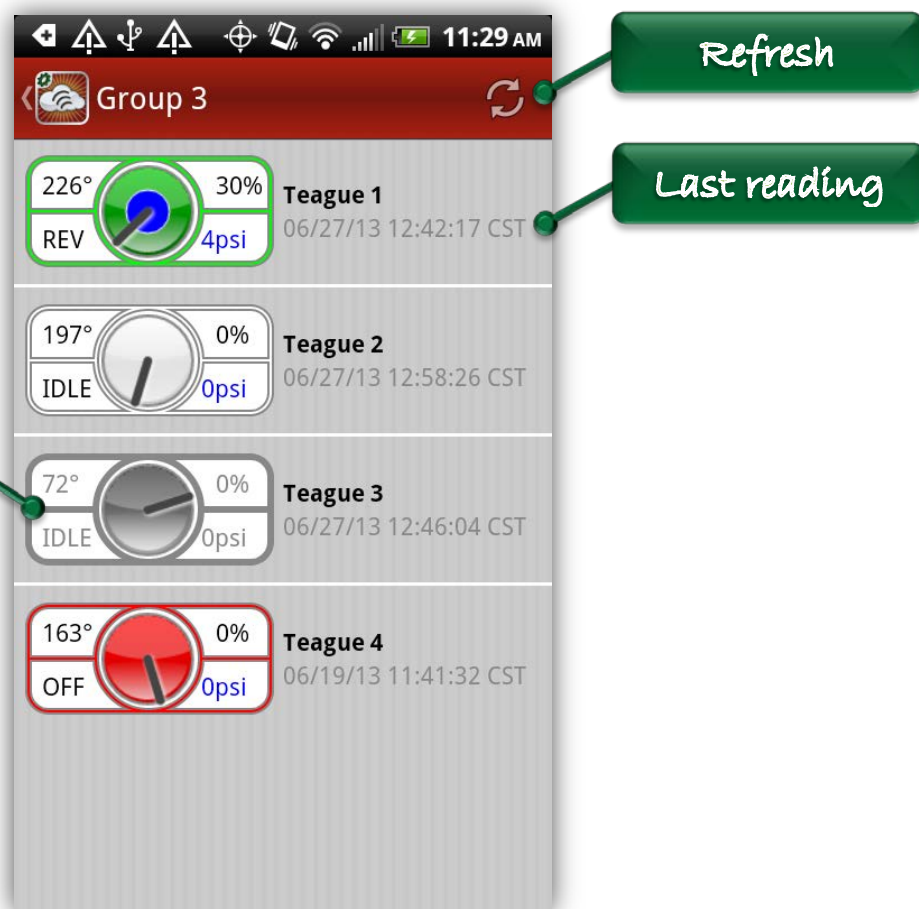 11:29 AM
Group 3
Refresh
226° 30%
REV 4psi
Teague 1
06/27/13 12:42:17 CST
Last reading
197° 0%
IDLE 0psi
Teague 2
06/27/13 12:58:26 CST
72° 0%
IDLE 0psi
Teague 3
06/27/13 12:46:04 CST
163° 0%
OFF 0psi
Teague 4
06/19/13 11:41:32 CST